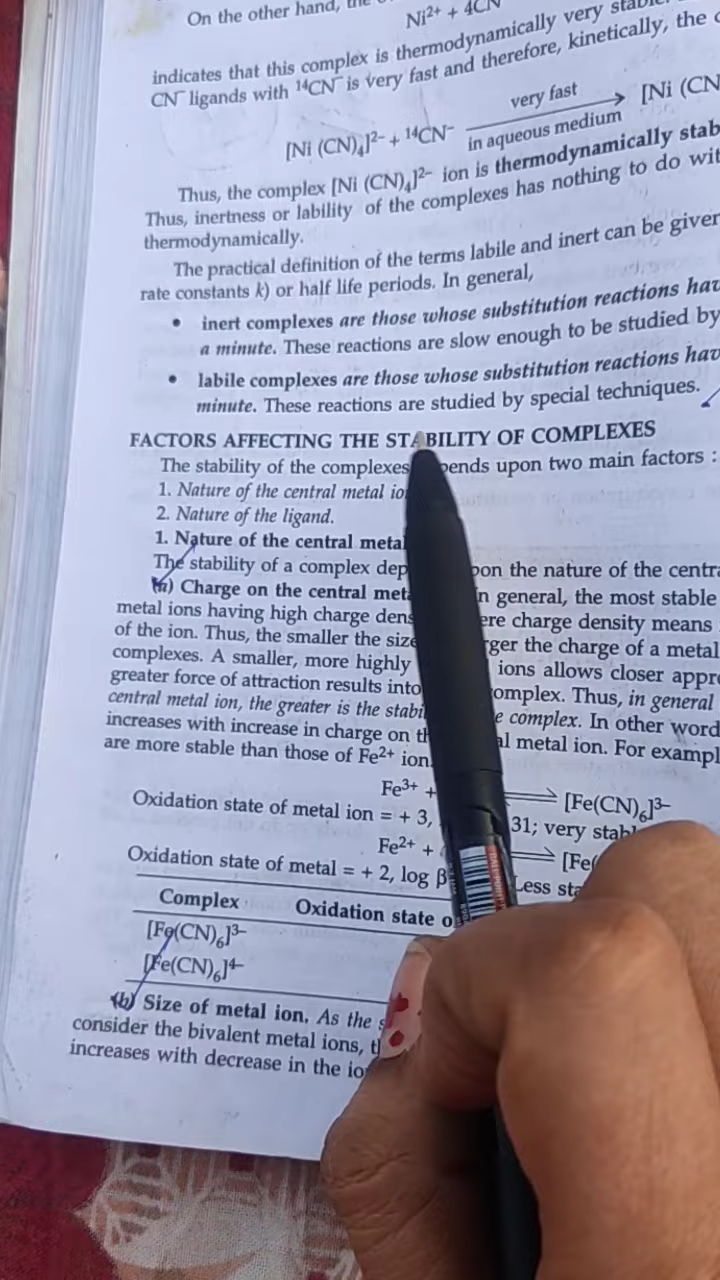 On the other hand, the
Ni²⁺ + 4CN
indicates that this complex is thermodynamically very stable.
CN⁻ ligands with ¹⁴CN⁻ is very fast and therefore, kinetically, the
very fast
[Ni (CN)₄]²⁻ + ¹⁴CN⁻ ⟶ [Ni (CN
in aqueous medium
Thus, the complex [Ni (CN)₄]²⁻ ion is thermodynamically stab
Thus, inertness or lability of the complexes has nothing to do wit
thermodynamically.
The practical definition of the terms labile and inert can be given
rate constants k) or half life periods. In general,
• inert complexes are those whose substitution reactions hav
a minute. These reactions are slow enough to be studied by
• labile complexes are those whose substitution reactions hav
minute. These reactions are studied by special techniques.
FACTORS AFFECTING THE STABILITY OF COMPLEXES
The stability of the complexes pends upon two main factors :
1. Nature of the central metal io
2. Nature of the ligand.
1. Nature of the central meta
The stability of a complex dep pon the nature of the centra
(a) Charge on the central met n general, the most stable
metal ions having high charge dens ere charge density means
of the ion. Thus, the smaller the size rger the charge of a metal
complexes. A smaller, more highly ions allows closer appro
greater force of attraction results into omplex. Thus, in general
central metal ion, the greater is the stabi e complex. In other word
increases with increase in charge on th al metal ion. For exampl
are more stable than those of Fe²⁺ ion.
Fe³⁺ + ⇌ [Fe(CN)₆]³⁻
Oxidation state of metal ion = + 3, 31; very stabl
Fe²⁺ + ⇌ [Fe(
Oxidation state of metal = + 2, log β Less sta
Complex Oxidation state o
[Fe(CN)₆]³⁻
[Fe(CN)₆]⁴⁻
(b) Size of metal ion. As the s
consider the bivalent metal ions, t
increases with decrease in the io